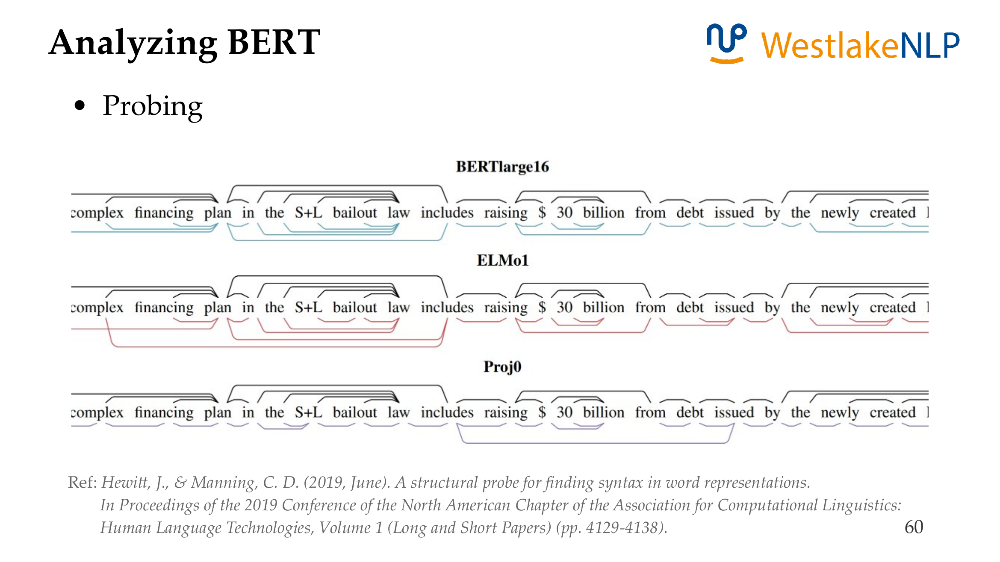 Analyzing BERT
WestlakeNLP
• Probing
BERTlarge16
complex financing plan in the S+L bailout law includes raising $ 30 billion from debt issued by the newly created
ELMo1
complex financing plan in the S+L bailout law includes raising $ 30 billion from debt issued by the newly created
Proj0
complex financing plan in the S+L bailout law includes raising $ 30 billion from debt issued by the newly created
Ref: Hewitt, J., & Manning, C. D. (2019, June). A structural probe for finding syntax in word representations.
In Proceedings of the 2019 Conference of the North American Chapter of the Association for Computational Linguistics:
Human Language Technologies, Volume 1 (Long and Short Papers) (pp. 4129-4138).
60